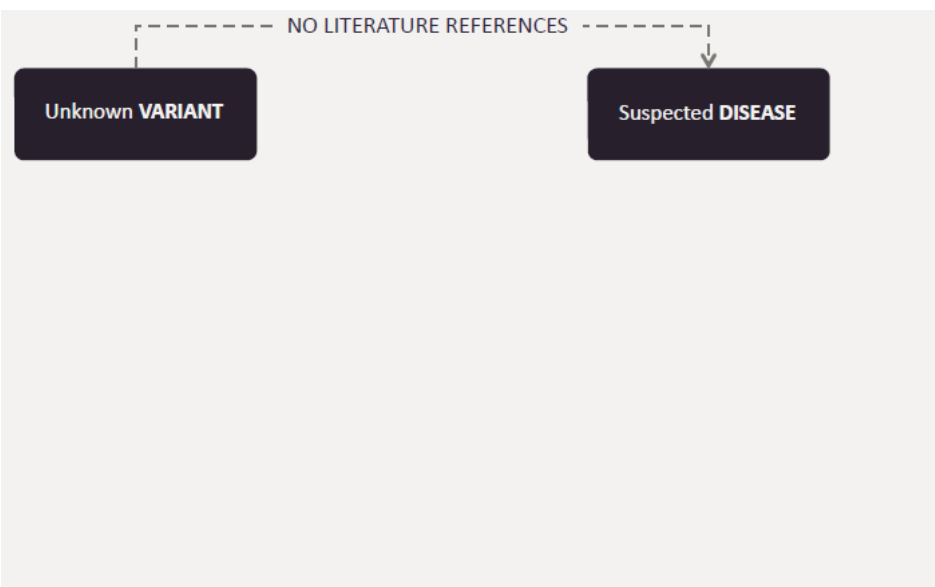 NO LITERATURE REFERENCES
Unknown VARIANT
Suspected DISEASE